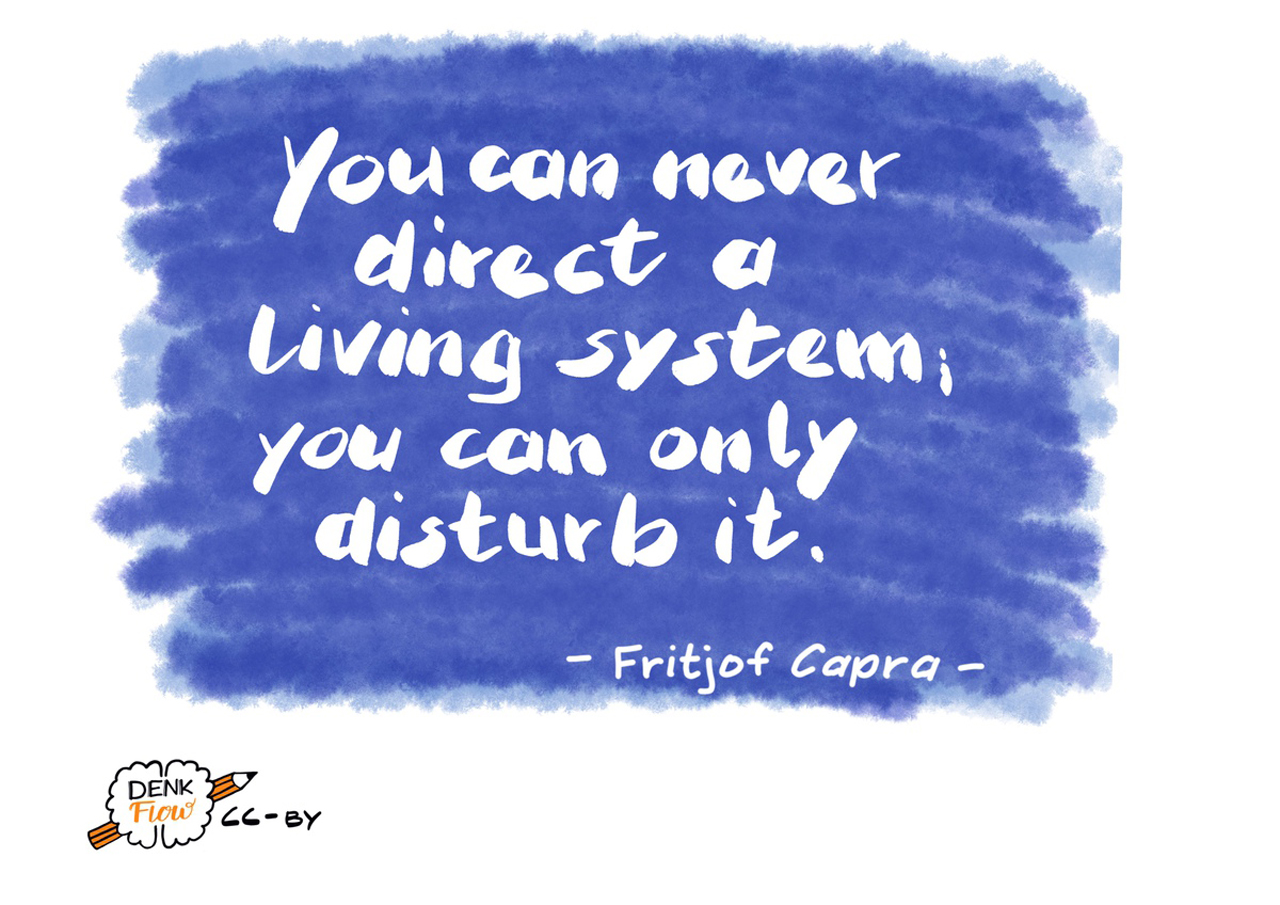 You can never
direct a
living system;
you can only
disturb it.
- Fritjof Capra -
DENK
Flow
CC-BY